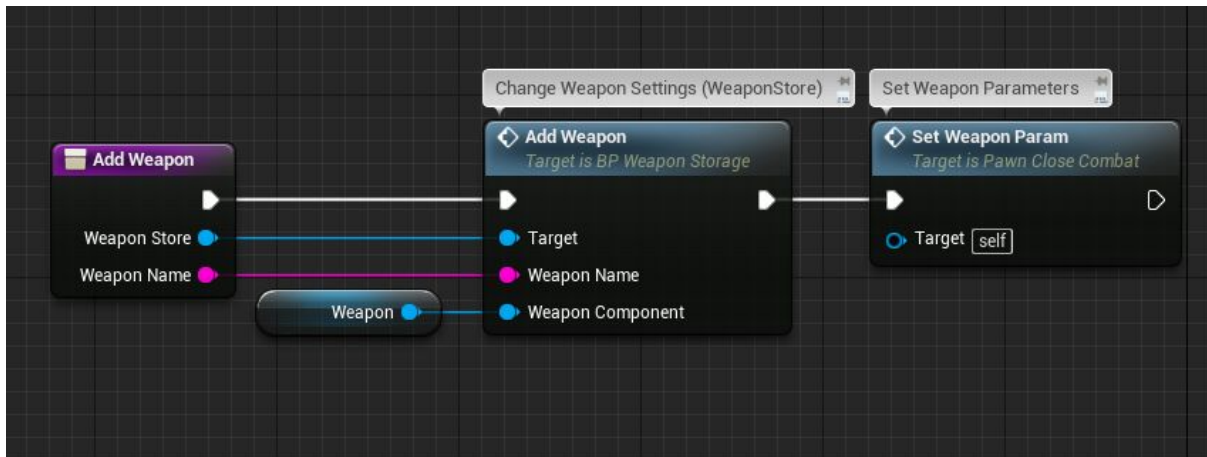 Change Weapon Settings (WeaponStore)
Set Weapon Parameters
Add Weapon
Weapon Store
Weapon Name
Weapon
Add Weapon
Target is BP Weapon Storage
Target
Weapon Name
Weapon Component
Set Weapon Param
Target is Pawn Close Combat
Target self